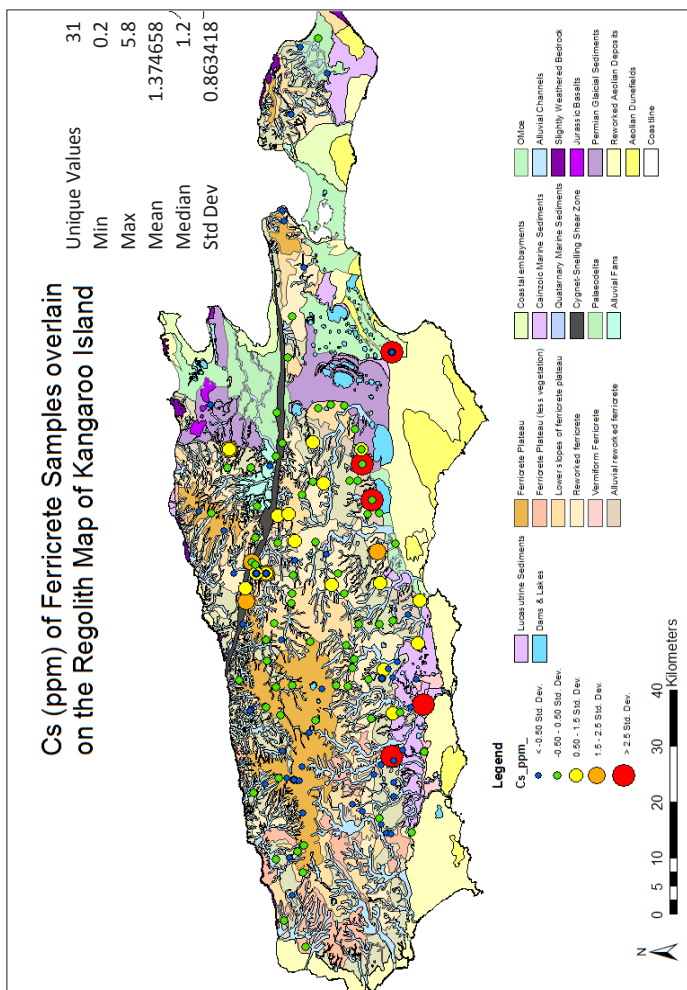 Cs (ppm) of Ferricrete Samples overlain
on the Regolith Map of Kangaroo Island
Unique Values 31
Min 0.2
Max 5.8
Mean 1.374658
Median 1.2
Std Dev 0.863418
Legend
Cs_ppm_
< -0.50 Std. Dev.
-0.50 - 0.50 Std. Dev.
0.50 - 1.5 Std. Dev.
1.5 - 2.5 Std. Dev.
> 2.5 Std. Dev.
Lucasutrine Sediments
Dams & Lakes
Ferricrete Plateau
Ferricrete Plateau (less vegetation)
Lower slopes of ferricrete plateau
Reworked ferricrete
Vermiform Ferricrete
Alluvial reworked ferricrete
Coastal embayments
Cainzoic Marine Sediments
Quatarnary Marine Sediments
Cygnet-Snelling Shear Zone
Palaeodelta
Alluvial Fans
OMce
Alluvial Channels
Slightly Weathered Bedrock
Jurassic Basalts
Permian Glaicial Sediments
Reworked Aeolian Deposits
Aeolian Dunefields
Coastline
N
0 5 10 20 30 40
Kilometers